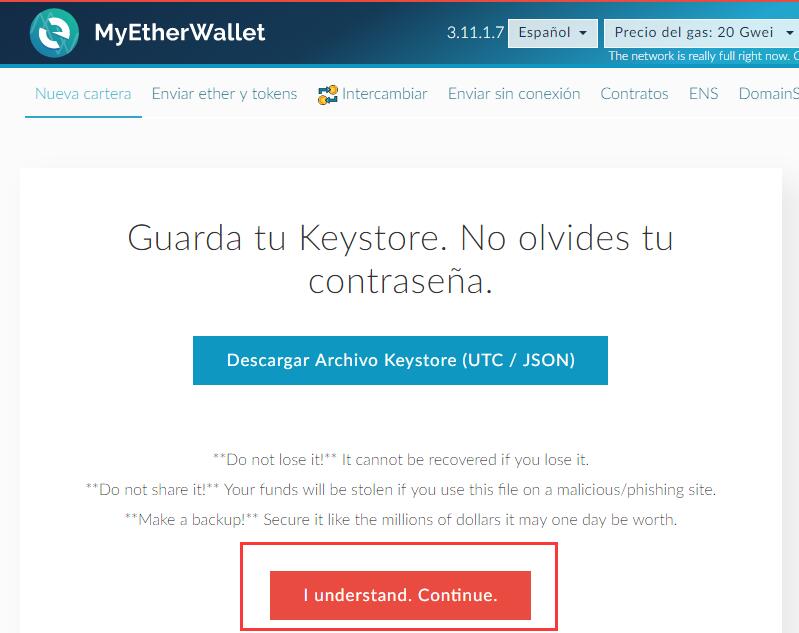 MyEtherWallet
3.11.1.7 Español Precio del gas: 20 Gwei
The network is really full right now.
Nueva cartera Enviar ether y tokens Intercambiar Enviar sin conexión Contratos ENS DomainS
Guarda tu Keystore. No olvides tu
contraseña.
Descargar Archivo Keystore (UTC / JSON)
**Do not lose it!** It cannot be recovered if you lose it.
**Do not share it!** Your funds will be stolen if you use this file on a malicious/phishing site.
**Make a backup!** Secure it like the millions of dollars it may one day be worth.
I understand. Continue.